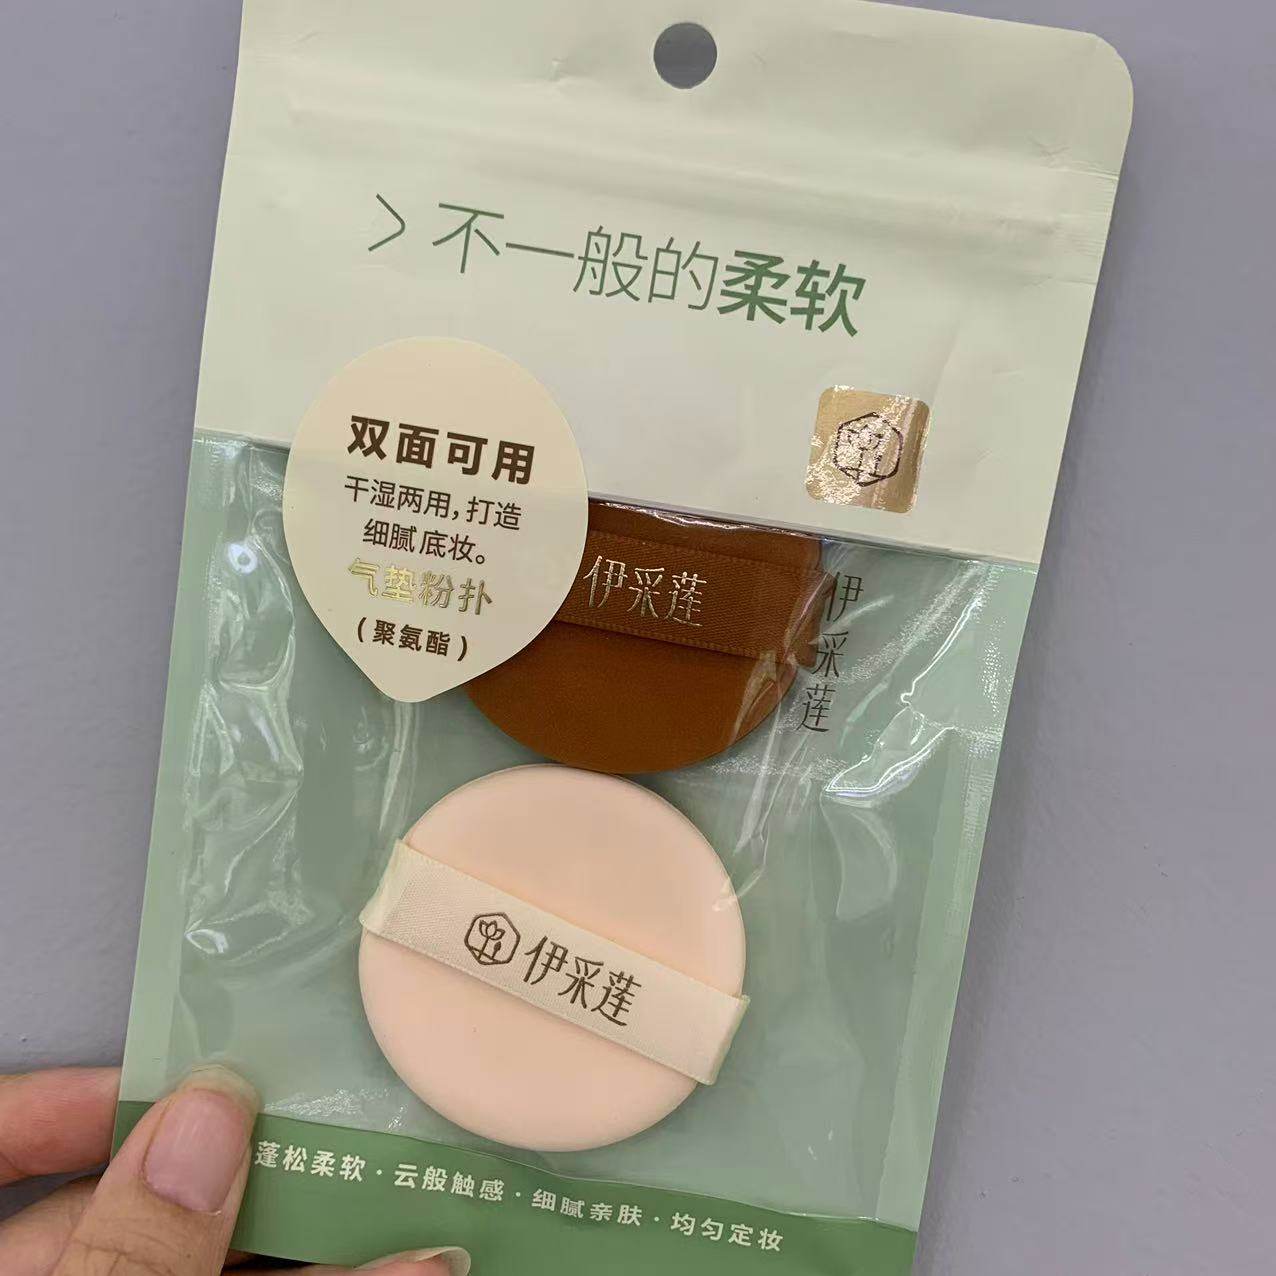 不一般的柔软
双面可用
干湿两用，打造
细腻底妆。
气垫粉扑
(聚氨酯)
伊采莲
伊采莲
伊采莲
蓬松柔软·云般触感·细腻亲肤·均匀定妆